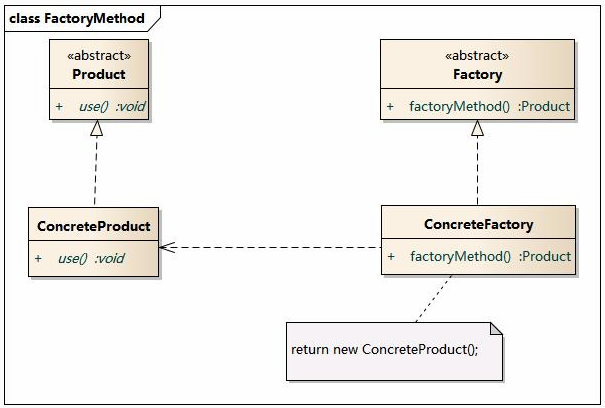 class FactoryMethod
«abstract»
Product
+ use() :void
«abstract»
Factory
+ factoryMethod() :Product
ConcreteProduct
+ use() :void
ConcreteFactory
+ factoryMethod() :Product
return new ConcreteProduct();